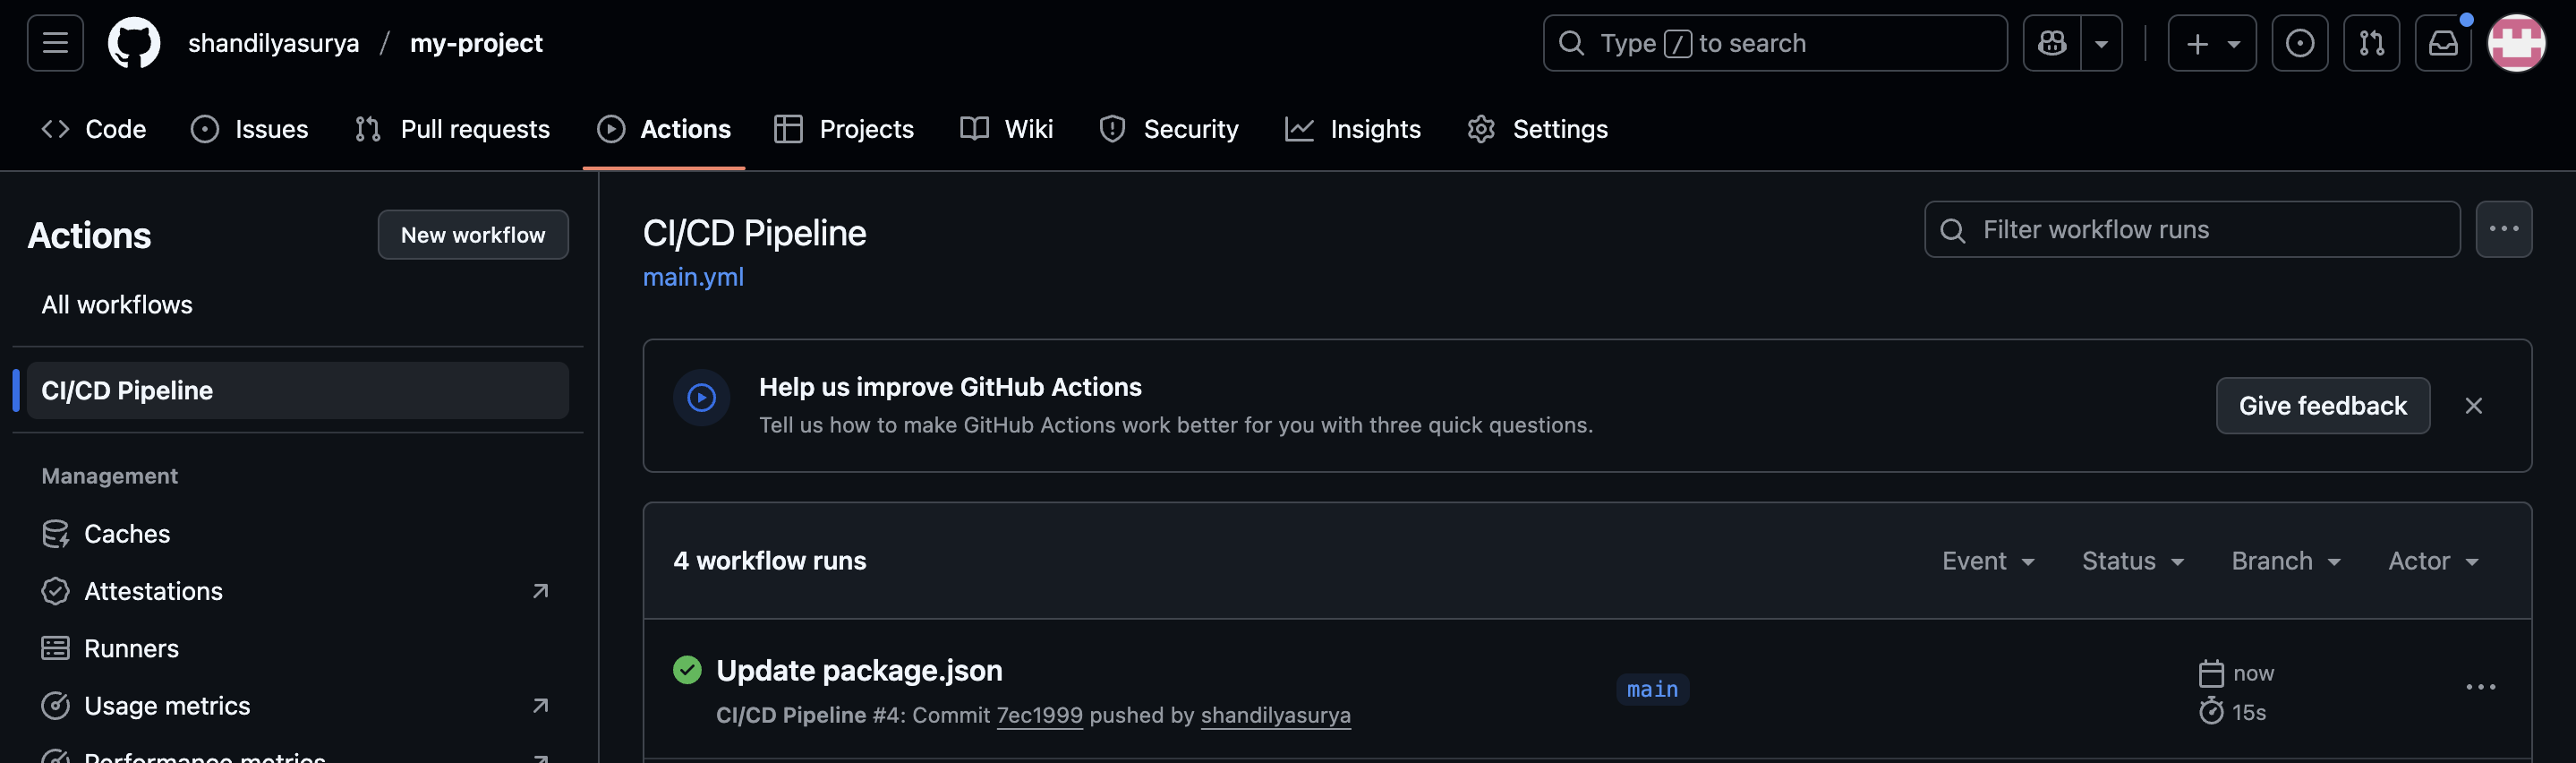 shandilyasurya / my-project
Type / to search
Code Issues Pull requests Actions Projects Wiki Security Insights Settings
Actions
New workflow
All workflows
CI/CD Pipeline
Management
Caches
Attestations
Runners
Usage metrics
Performance metrics
CI/CD Pipeline
main.yml
Filter workflow runs
Help us improve GitHub Actions
Tell us how to make GitHub Actions work better for you with three quick questions.
Give feedback
4 workflow runs
Event Status Branch Actor
Update package.json
CI/CD Pipeline #4: Commit 7ec1999 pushed by shandilyasurya
main
now
15s